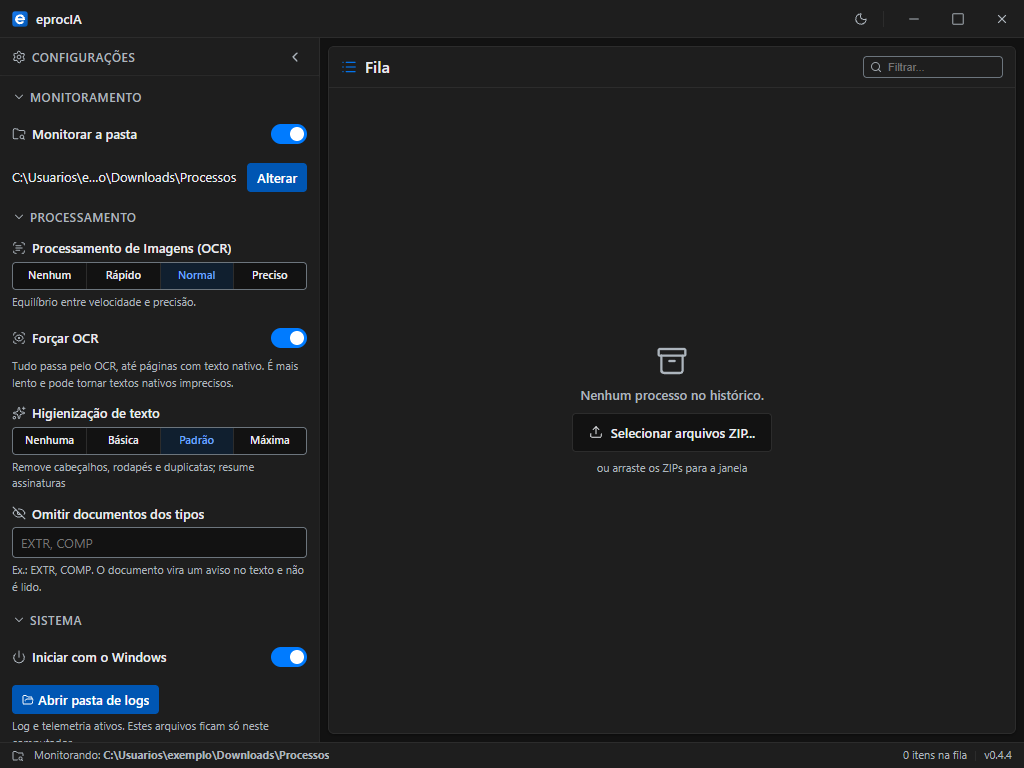 eprocIA
CONFIGURAÇÕES
MONITORAMENTO
Monitorar a pasta
C:\Usuarios\e...o\Downloads\Processos
Alterar
PROCESSAMENTO
Processamento de Imagens (OCR)
Nenhum Rápido Normal Preciso
Equilíbrio entre velocidade e precisão.
Forçar OCR
Tudo passa pelo OCR, até páginas com texto nativo. É mais
lento e pode tornar textos nativos imprecisos.
Higienização de texto
Nenhuma Básica Padrão Máxima
Remove cabeçalhos, rodapés e duplicatas; resume
assinaturas
Omitir documentos dos tipos
EXTR, COMP
Ex.: EXTR, COMP. O documento vira um aviso no texto e não
é lido.
SISTEMA
Iniciar com o Windows
Abrir pasta de logs
Log e telemetria ativos. Estes arquivos ficam só neste
Fila
Filtrar...
Nenhum processo no histórico.
Selecionar arquivos ZIP...
ou arraste os ZIPs para a janela
Monitorando: C:\Usuarios\exemplo\Downloads\Processos
0 itens na fila
v0.4.4